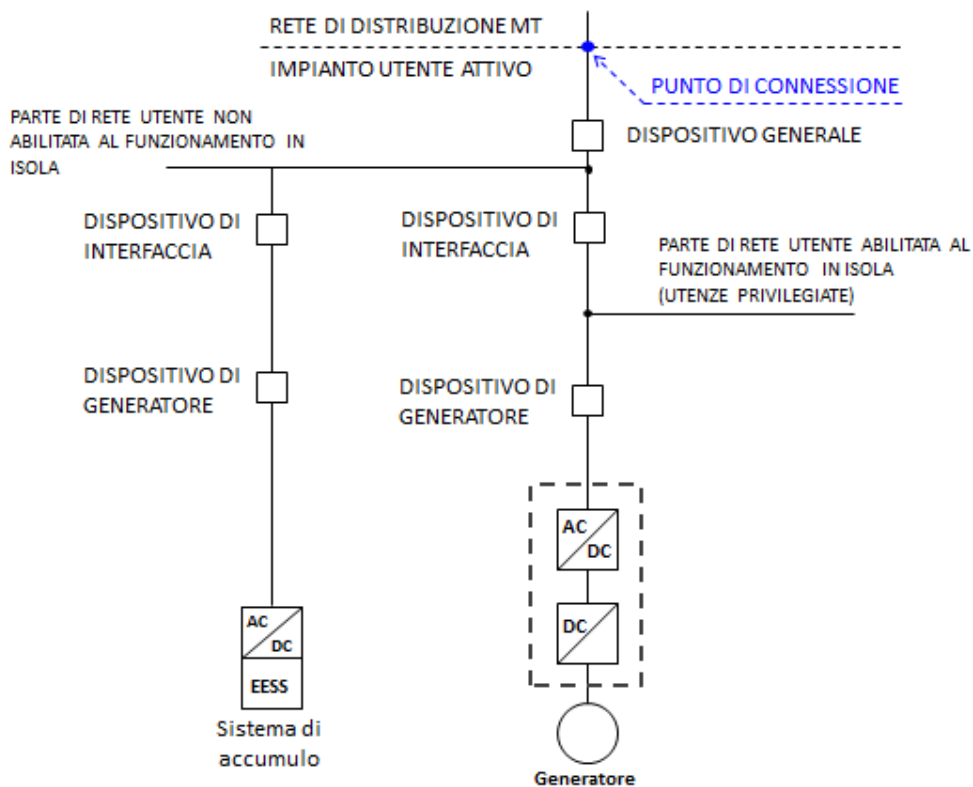 RETE DI DISTRIBUZIONE MT
IMPIANTO UTENTE ATTIVO
PUNTO DI CONNESSIONE
PARTE DI RETE UTENTE NON
ABILITATA AL FUNZIONAMENTO IN
ISOLA
DISPOSITIVO GENERALE
DISPOSITIVO DI
INTERFACCIA
DISPOSITIVO DI
INTERFACCIA
PARTE DI RETE UTENTE ABILITATA AL
FUNZIONAMENTO IN ISOLA
(UTENZE PRIVILEGIATE)
DISPOSITIVO DI
GENERATORE
DISPOSITIVO DI
GENERATORE
AC
DC
DC
AC
DC
EESS
Sistema di
accumulo
Generatore